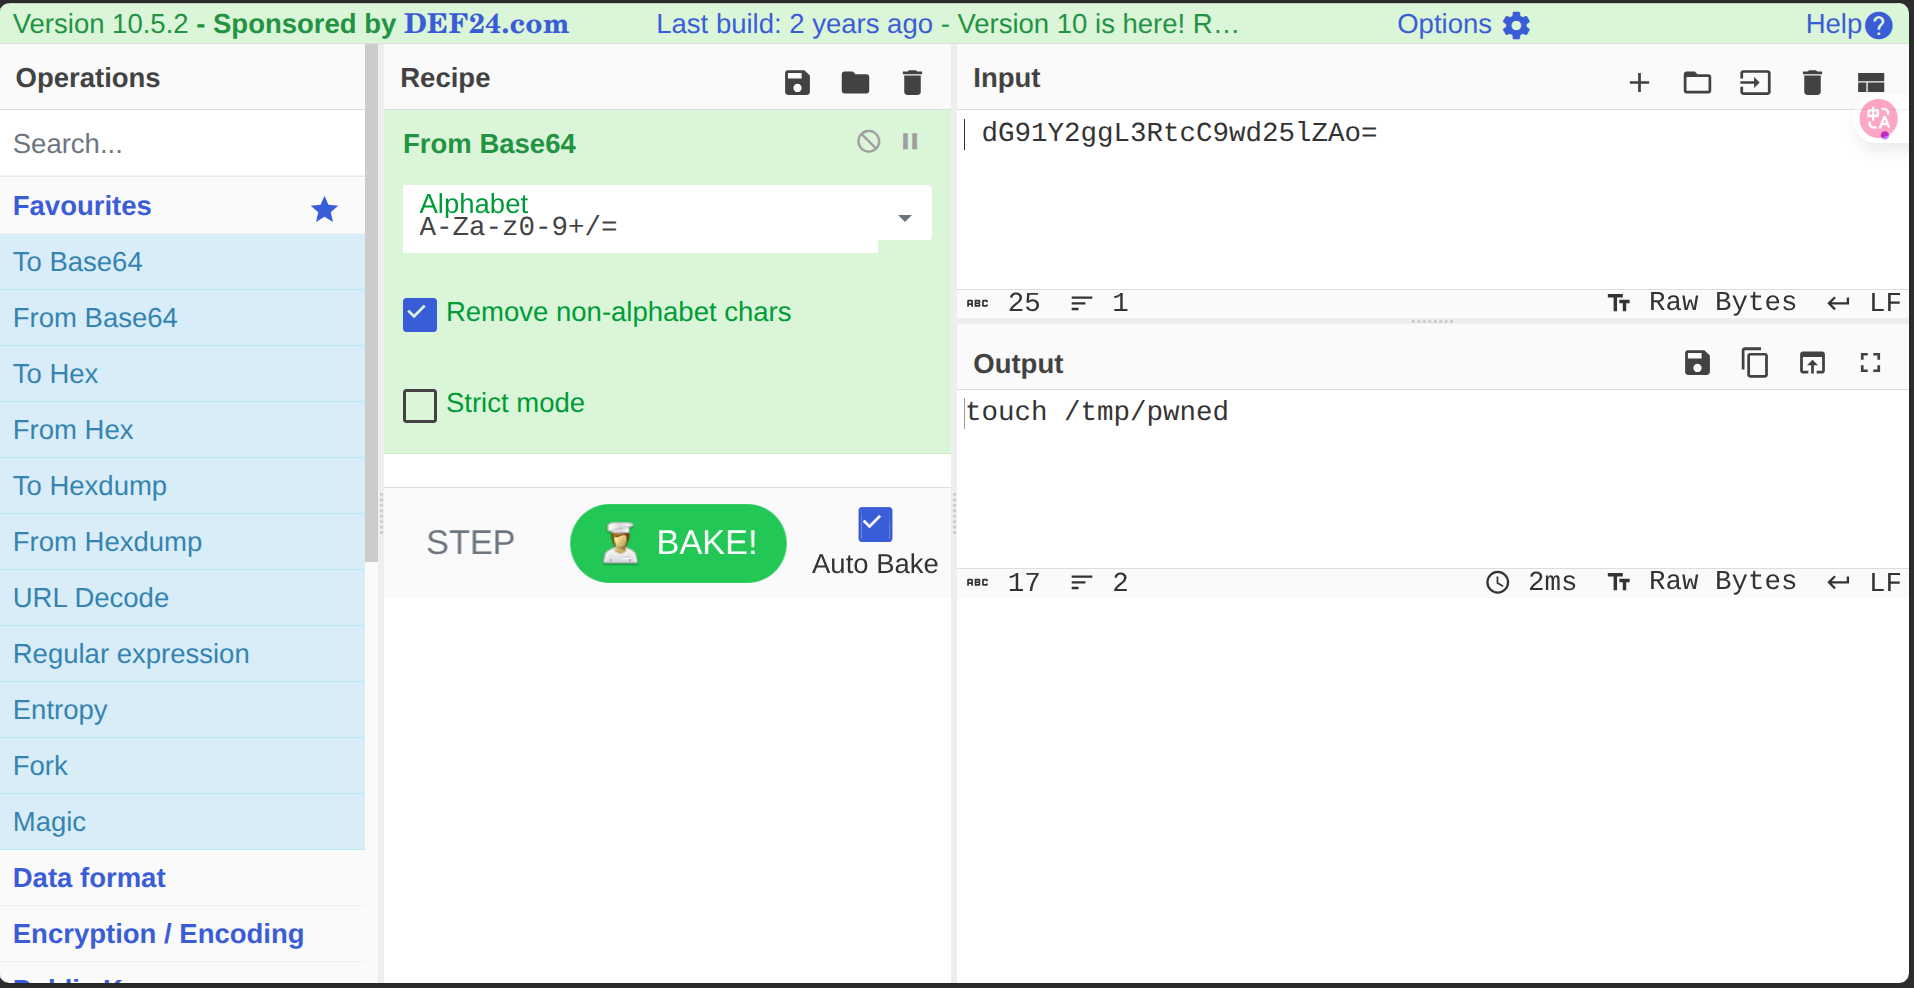 Version 10.5.2 - Sponsored by DEF24.com
Last build: 2 years ago - Version 10 is here! R...
Options
Help
Operations
Search...
Favourites
To Base64
From Base64
To Hex
From Hex
To Hexdump
From Hexdump
URL Decode
Regular expression
Entropy
Fork
Magic
Data format
Encryption / Encoding
Recipe
From Base64
Alphabet
A-Za-z0-9+/=
Remove non-alphabet chars
Strict mode
STEP
BAKE!
Auto Bake
Input
dG91Y2ggL3RtcC9wd25lZAo=
ABC 25 1
Raw Bytes LF
Output
touch /tmp/pwned
ABC 17 2
2ms Raw Bytes LF